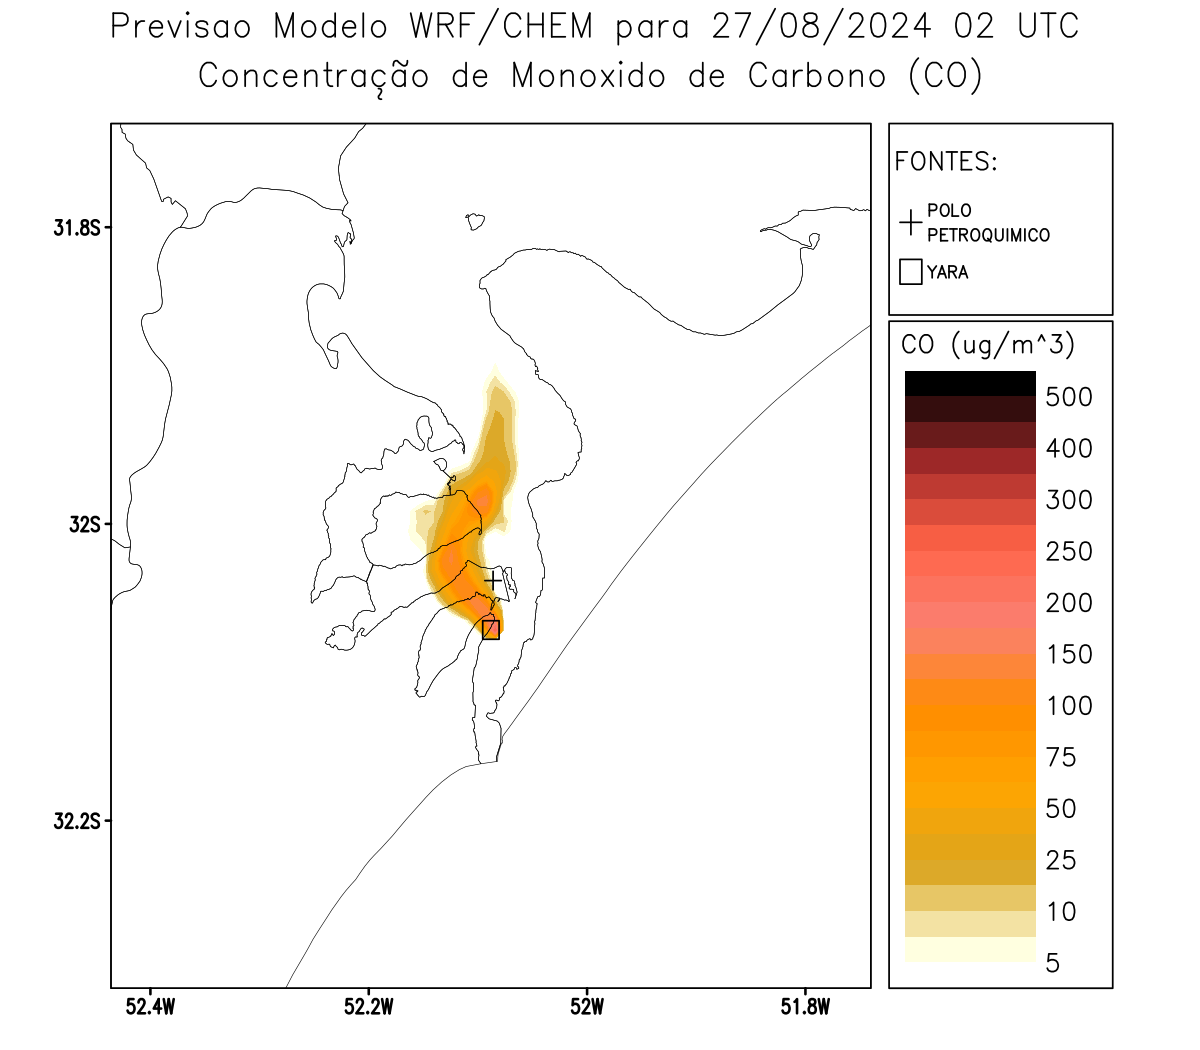 Previsao Modelo WRF/CHEM para 27/08/2024 02 UTC
Concentração de Monoxido de Carbono (CO)
FONTES:
POLO
PETROQUIMICO
YARA
CO (ug/m^3)
500
400
300
250
200
150
100
75
50
25
10
5
31.8S
32S
32.2S
52.4W
52.2W
52W
51.8W